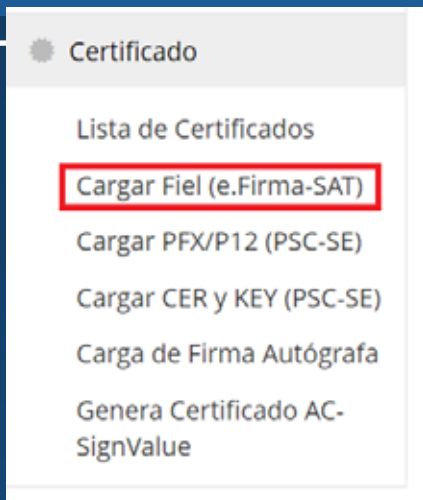 Certificado
Lista de Certificados
Cargar Fiel (e.Firma-SAT)
Cargar PFX/P12 (PSC-SE)
Cargar CER y KEY (PSC-SE)
Carga de Firma Autógrafa
Genera Certificado AC-
SignValue